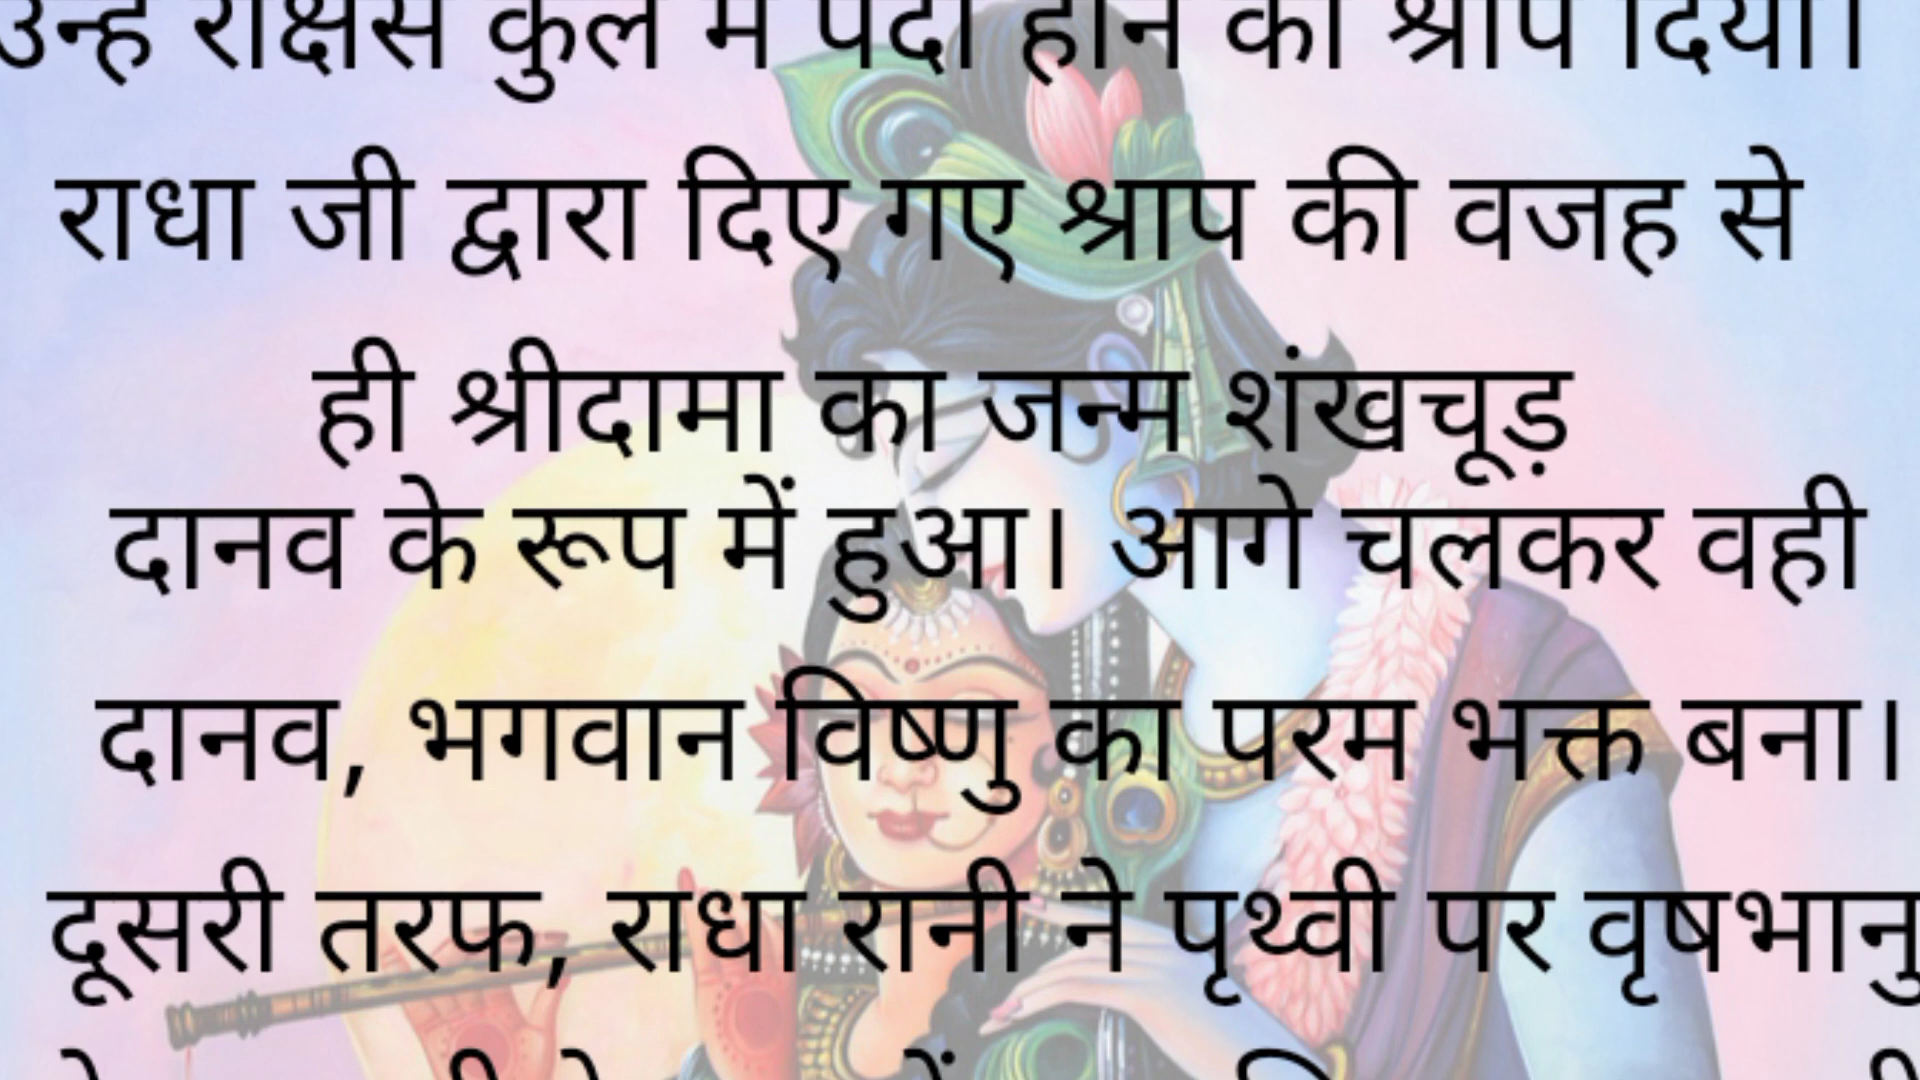 उन्हें राक्षस कुल में पैदा होने का श्राप दिया।
राधा जी द्वारा दिए गए श्राप की वजह से
ही श्रीदामा का जन्म शंखचूड़
दानव के रूप में हुआ। आगे चलकर वही
दानव, भगवान विष्णु का परम भक्त बना।
दूसरी तरफ, राधा रानी ने पृथ्वी पर वृषभानु